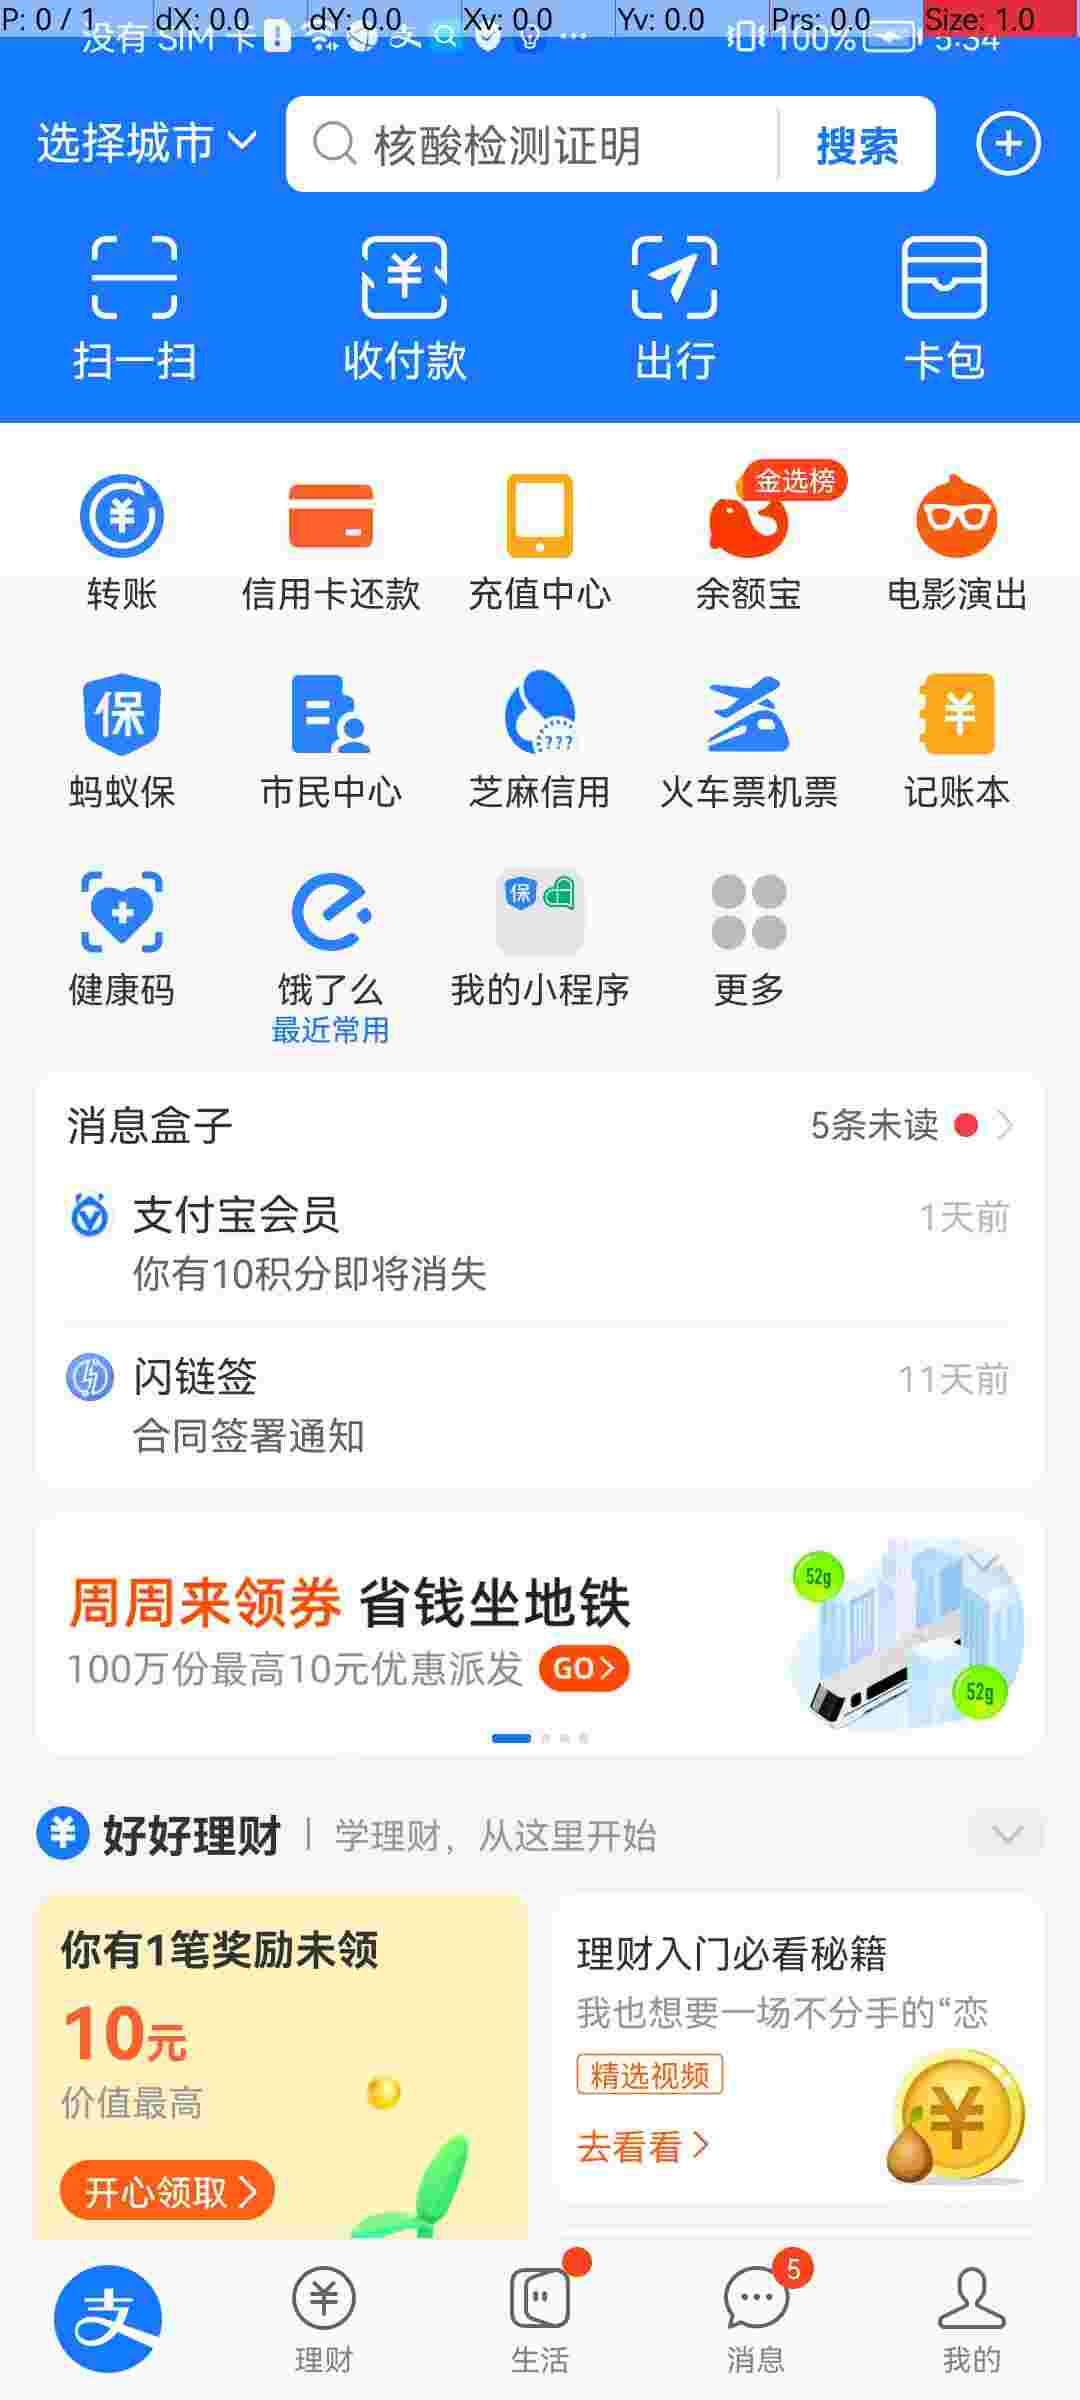 P: 0 / 1 dX: 0.0 dY: 0.0 Xv: 0.0 Yv: 0.0 Prs: 0.0 Size: 1.0
没有 SIM 卡 100% 5:34
选择城市 核酸检测证明 搜索
扫一扫 收付款 出行 卡包
金选榜
转账 信用卡还款 充值中心 余额宝 电影演出
保 ???
蚂蚁保 市民中心 芝麻信用 火车票机票 记账本
保
健康码 饿了么 我的小程序 更多
最近常用
消息盒子 5条未读
支付宝会员 1天前
你有10积分即将消失
闪链签 11天前
合同签署通知
52g
周周来领券 省钱坐地铁
100万份最高10元优惠派发 GO
52g
好好理财 | 学理财，从这里开始
你有1笔奖励未领
10元
价值最高
开心领取
理财入门必看秘籍
我也想要一场不分手的“恋
精选视频
去看看
支
5
理财 生活 消息 我的